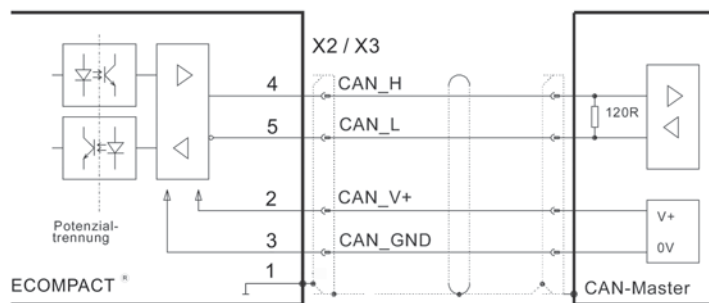 X2 / X3
4 CAN_H
120R
5 CAN_L
2 CAN_V+
V+
Potenzial-
trennung
3 CAN_GND
0V
1
ECOMPACT ®
CAN-Master